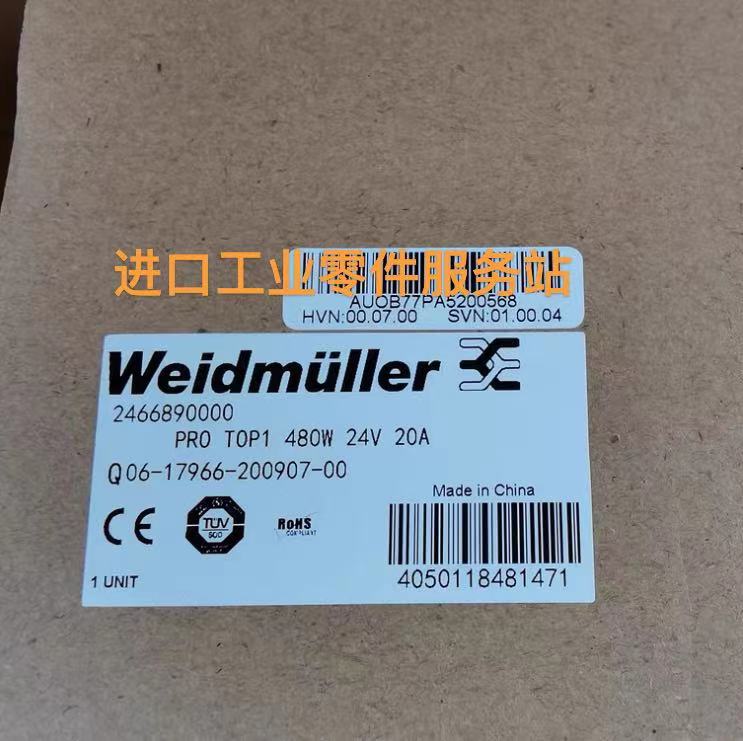 进口工业零件服务站
AUOB77PA5200568
HVN:00.07.00 SVN:01.00.04
Weidmüller
2466890000
PRO TOP1 480W 24V 20A
Q06-17966-200907-00
Made in China
CE
TÜV
RoHS
COMPLIANT
1 UNIT
4050118481471